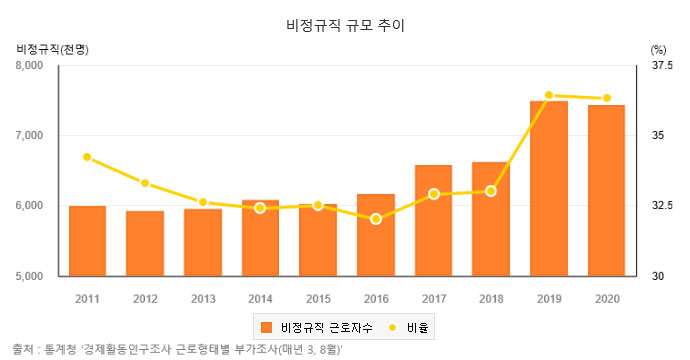 비정규직 규모 추이
비정규직(천명) (%)
8,000 37.5
7,000 35
6,000 32.5
5,000 30
2011 2012 2013 2014 2015 2016 2017 2018 2019 2020
비정규직 근로자수 비율
출처 : 통계청 '경제활동인구조사 근로형태별 부가조사(매년 3, 8월)'